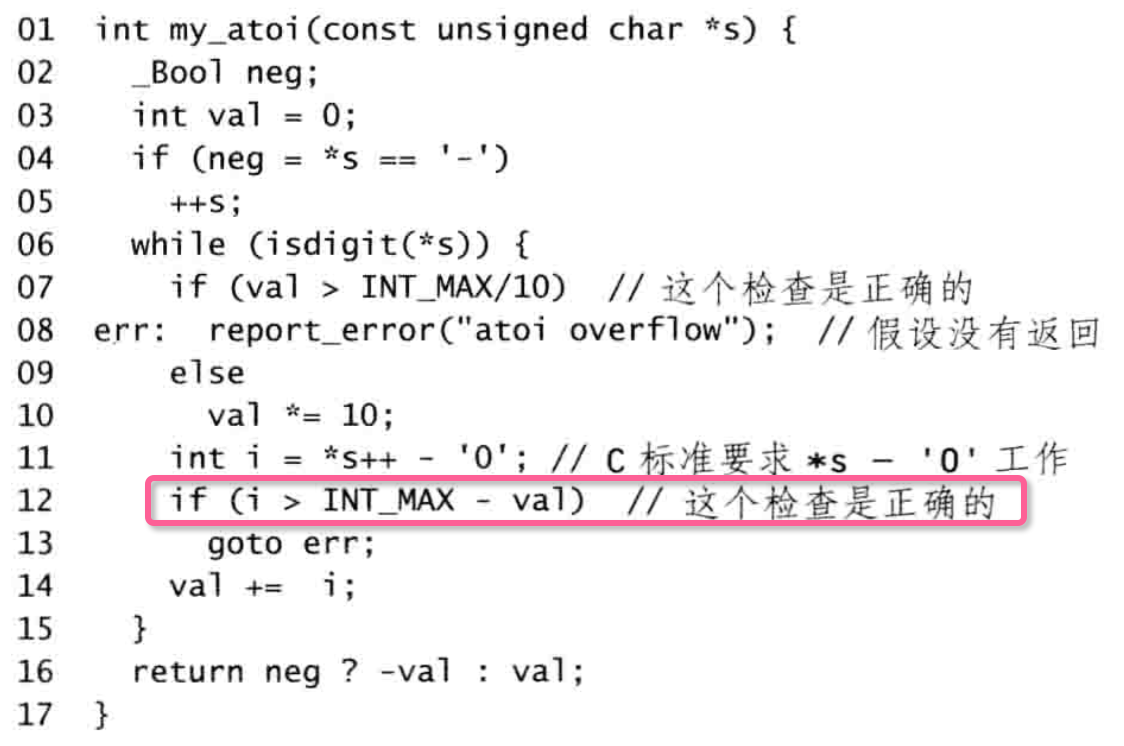 01 int my_atoi(const unsigned char *s) {
02 _Bool neg;
03 int val = 0;
04 if (neg = *s == '-')
05 ++s;
06 while (isdigit(*s)) {
07 if (val > INT_MAX/10) // 这个检查是正确的
08 err: report_error("atoi overflow"); // 假设没有返回
09 else
10 val *= 10;
11 int i = *s++ - '0'; // C 标准要求 *s - '0' 工作
12 if (i > INT_MAX - val) // 这个检查是正确的
13 goto err;
14 val += i;
15 }
16 return neg ? -val : val;
17 }